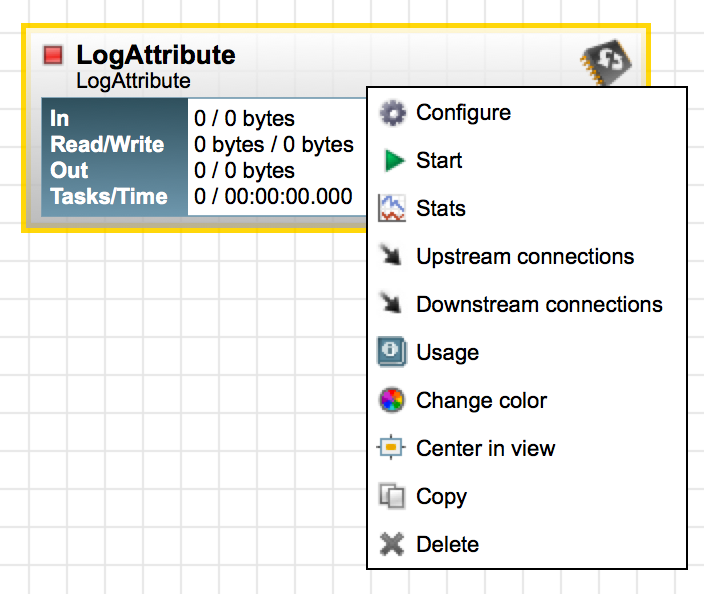 LogAttribute
LogAttribute
In 0 / 0 bytes
Read/Write 0 bytes / 0 bytes
Out 0 / 0 bytes
Tasks/Time 0 / 00:00:00.000
Configure
Start
Stats
Upstream connections
Downstream connections
Usage
Change color
Center in view
Copy
Delete